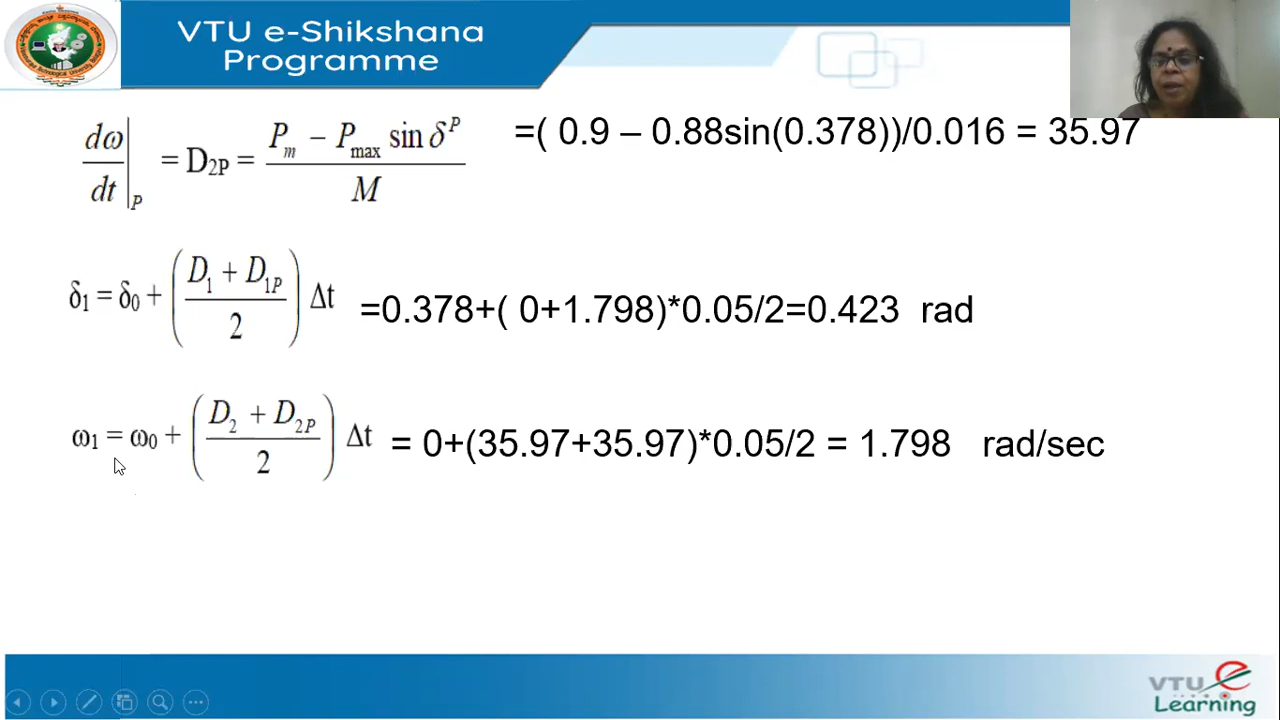 VTU e-Shikshana
Programme
dω/dt|P = D2P = (Pm − Pmax sin δ^P)/M =( 0.9 – 0.88sin(0.378))/0.016 = 35.97
δ1 = δ0 + ((D1 + D1P)/2) Δt =0.378+( 0+1.798)*0.05/2=0.423 rad
ω1 = ω0 + ((D2 + D2P)/2) Δt = 0+(35.97+35.97)*0.05/2 = 1.798 rad/sec
VTU e
Learning